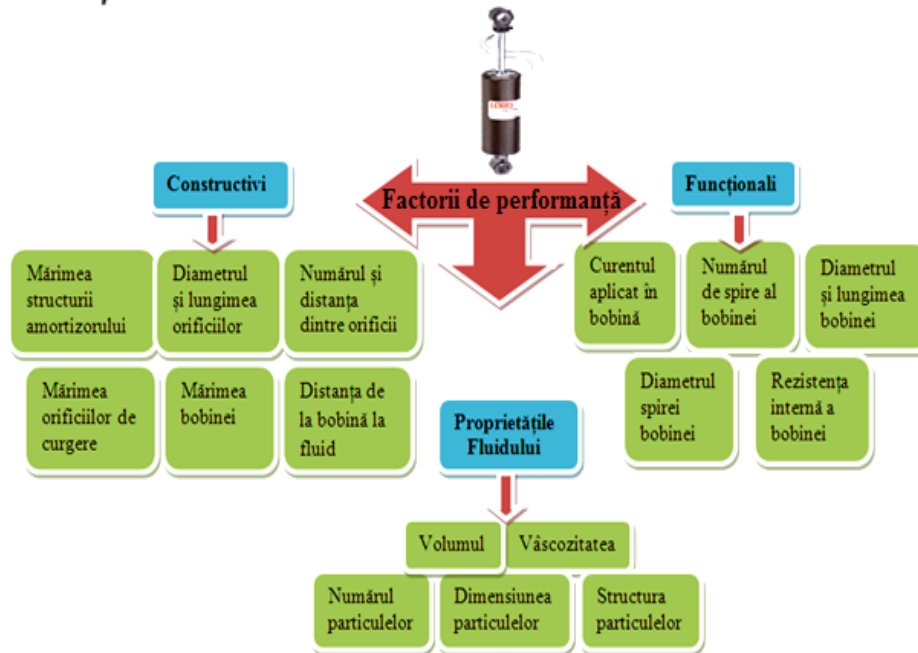 Factorii de performanță
Constructivi
Mărimea
structurii
amortizorului
Diametrul
și lungimea
orificiilor
Numărul și
distanța
dintre orificii
Mărimea
orificiilor de
curgere
Mărimea
bobinei
Distanța de
la bobină la
fluid
Funcționali
Curentul
aplicat în
bobină
Numărul
de spire al
bobinei
Diametrul
și lungimea
bobinei
Diametrul
spirei
bobinei
Rezistența
internă a
bobinei
Proprietățile
Fluidului
Volumul
Vâscozitatea
Numărul
particulelor
Dimensiunea
particulelor
Structura
particulelor